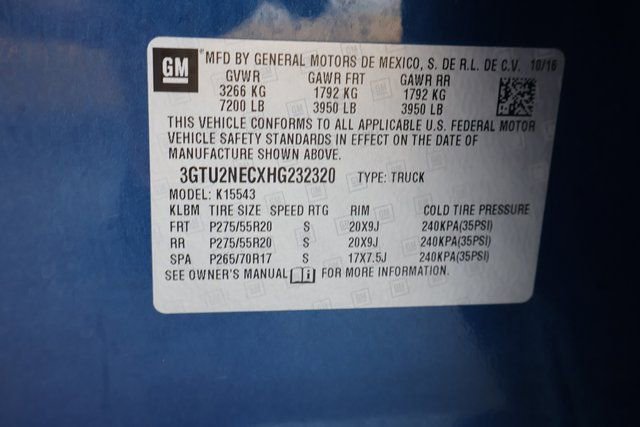 GM MFD BY GENERAL MOTORS DE MEXICO, S. DE R.L. DE C.V. 10/16
GVWR GAWR FRT GAWR RR
3266 KG 1792 KG 1792 KG
7200 LB 3950 LB 3950 LB
THIS VEHICLE CONFORMS TO ALL APPLICABLE U.S. FEDERAL MOTOR
VEHICLE SAFETY STANDARDS IN EFFECT ON THE DATE OF
MANUFACTURE SHOWN ABOVE.
3GTU2NECXHG232320 TYPE: TRUCK
MODEL: K15543
KLBM TIRE SIZE SPEED RTG RIM COLD TIRE PRESSURE
FRT P275/55R20 S 20X9J 240KPA(35PSI)
RR P275/55R20 S 20X9J 240KPA(35PSI)
SPA P265/70R17 S 17X7.5J 240KPA(35PSI)
SEE OWNER'S MANUAL FOR MORE INFORMATION.